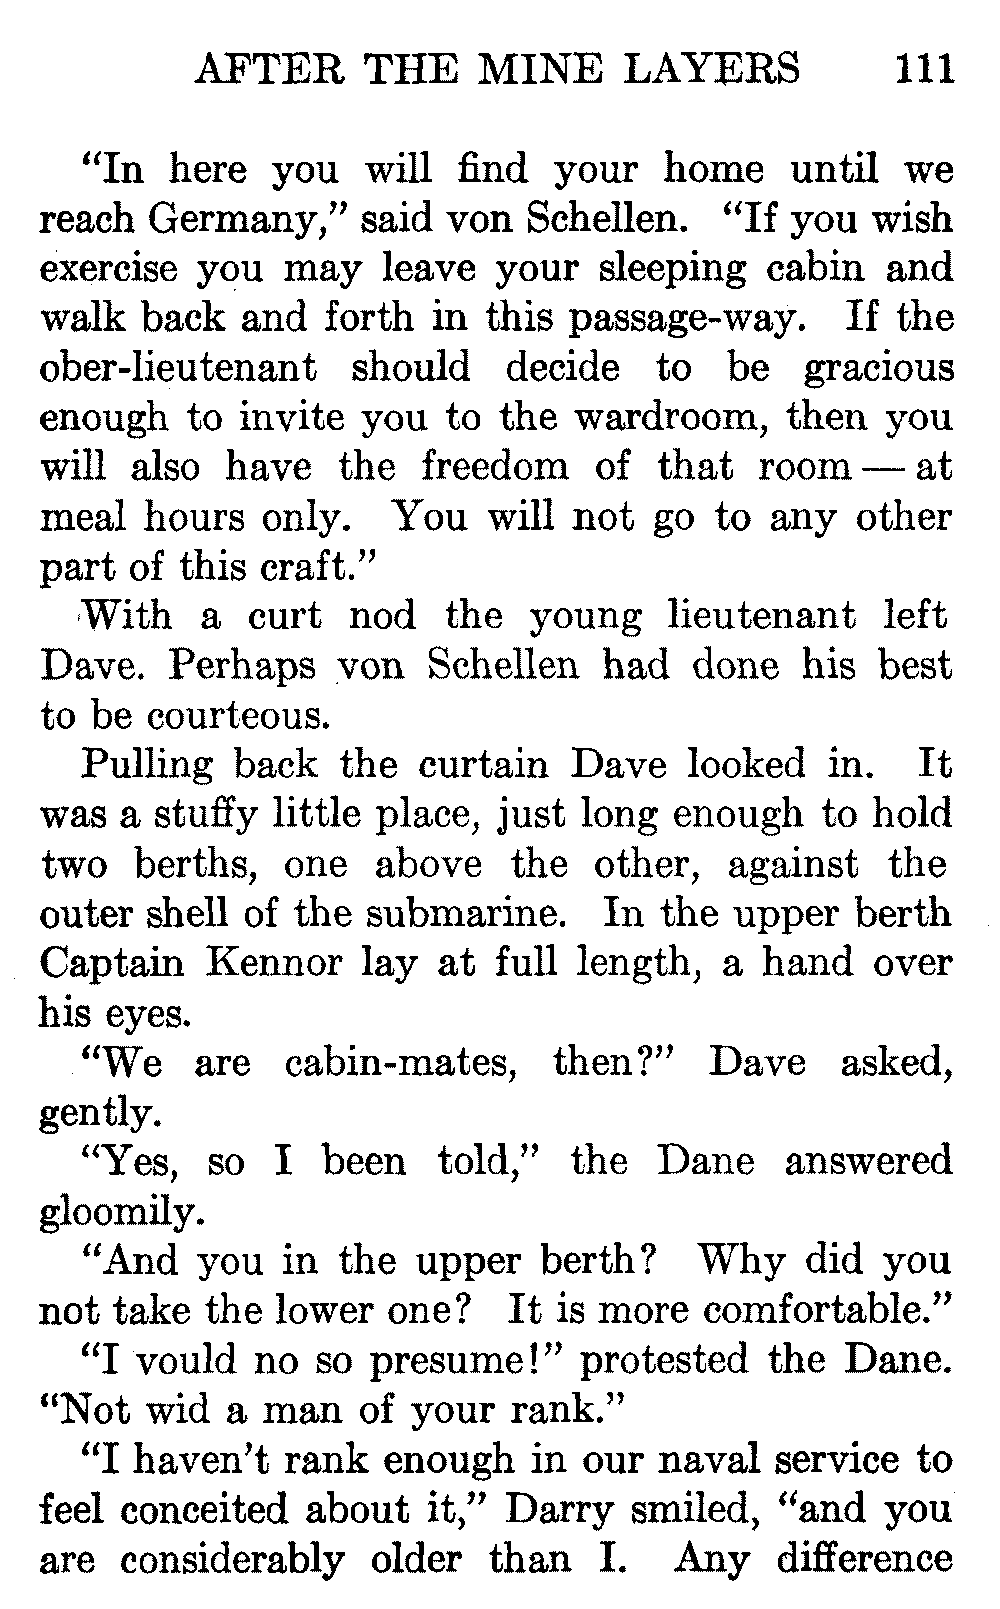 AFTER THE MINE LAYERS 111
“In here you will find your home until we
reach Germany,” said von Schellen. “If you wish
exercise you may leave your sleeping cabin and
walk back and forth in this passage-way. If the
ober-lieutenant should decide to be gracious
enough to invite you to the wardroom, then you
will also have the freedom of that room — at
meal hours only. You will not go to any other
part of this craft.”
With a curt nod the young lieutenant left
Dave. Perhaps von Schellen had done his best
to be courteous.
Pulling back the curtain Dave looked in. It
was a stuffy little place, just long enough to hold
two berths, one above the other, against the
outer shell of the submarine. In the upper berth
Captain Kennor lay at full length, a hand over
his eyes.
“We are cabin-mates, then?” Dave asked,
gently.
“Yes, so I been told,” the Dane answered
gloomily.
“And you in the upper berth? Why did you
not take the lower one? It is more comfortable.”
“I vould no so presume!” protested the Dane.
“Not wid a man of your rank.”
“I haven’t rank enough in our naval service to
feel conceited about it,” Darry smiled, “and you
are considerably older than I. Any difference